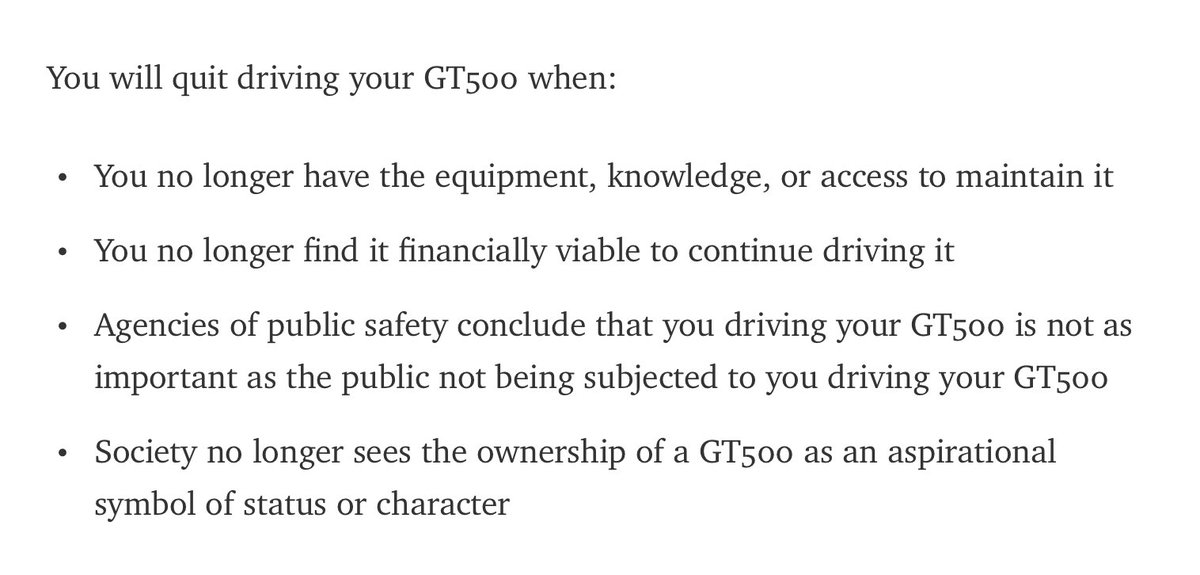 You will quit driving your GT500 when:
• You no longer have the equipment, knowledge, or access to maintain it
• You no longer find it financially viable to continue driving it
• Agencies of public safety conclude that you driving your GT500 is not as
important as the public not being subjected to you driving your GT500
• Society no longer sees the ownership of a GT500 as an aspirational
symbol of status or character